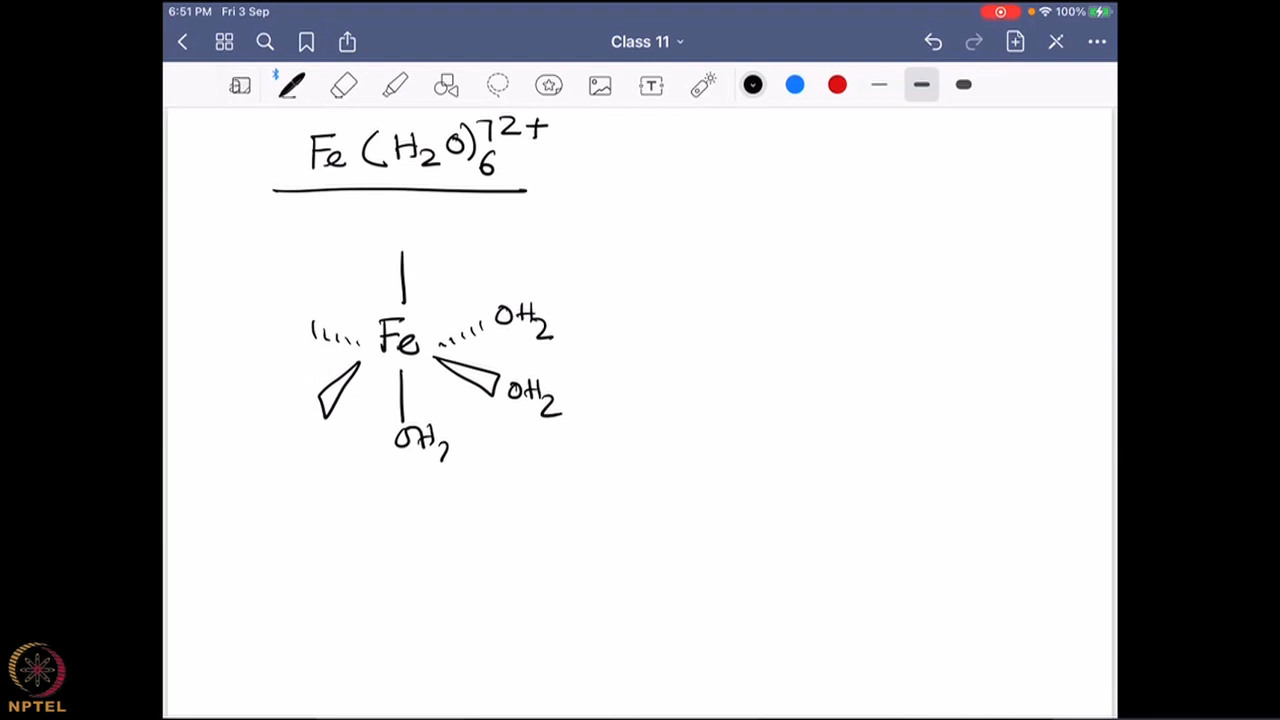 6:51 PM Fri 3 Sep
100%
Class 11
T
Fe (H2O)6]2+
Fe
OH2
OH2
OH2
NPTEL